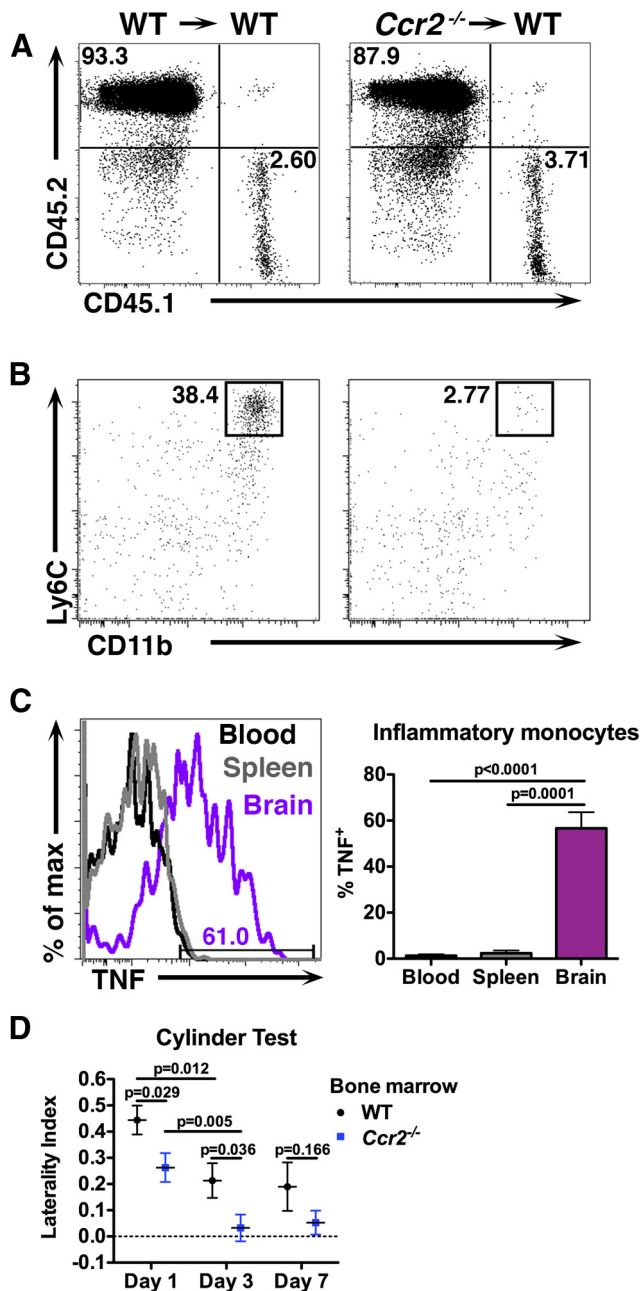 WT → WT
Ccr2-/- → WT
A
93.3
2.60
87.9
3.71
CD45.2
CD45.1
B
38.4
2.77
Ly6C
CD11b
C
Blood
Spleen
Brain
61.0
% of max
TNF
Inflammatory monocytes
p<0.0001
p=0.0001
80
60
40
20
0
% TNF+
Blood Spleen Brain
D
Cylinder Test
p=0.012
p=0.029
p=0.005
p=0.036
p=0.166
0.6
0.5
0.4
0.3
0.2
0.1
0.0
-0.1
Laterality Index
Day 1 Day 3 Day 7
Bone marrow
WT
Ccr2-/-